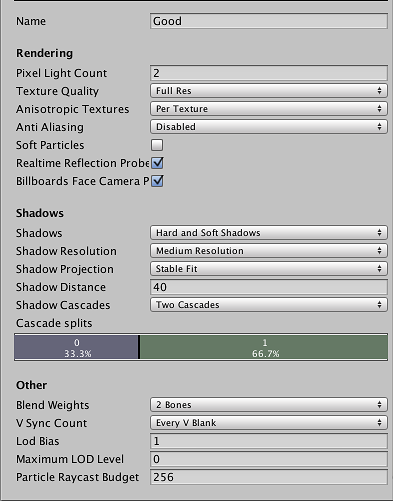 Name Good
Rendering
Pixel Light Count 2
Texture Quality Full Res
Anisotropic Textures Per Texture
Anti Aliasing Disabled
Soft Particles
Realtime Reflection Probe
Billboards Face Camera P
Shadows
Shadows Hard and Soft Shadows
Shadow Resolution Medium Resolution
Shadow Projection Stable Fit
Shadow Distance 40
Shadow Cascades Two Cascades
Cascade splits
0 1
33.3% 66.7%
Other
Blend Weights 2 Bones
V Sync Count Every V Blank
Lod Bias 1
Maximum LOD Level 0
Particle Raycast Budget 256